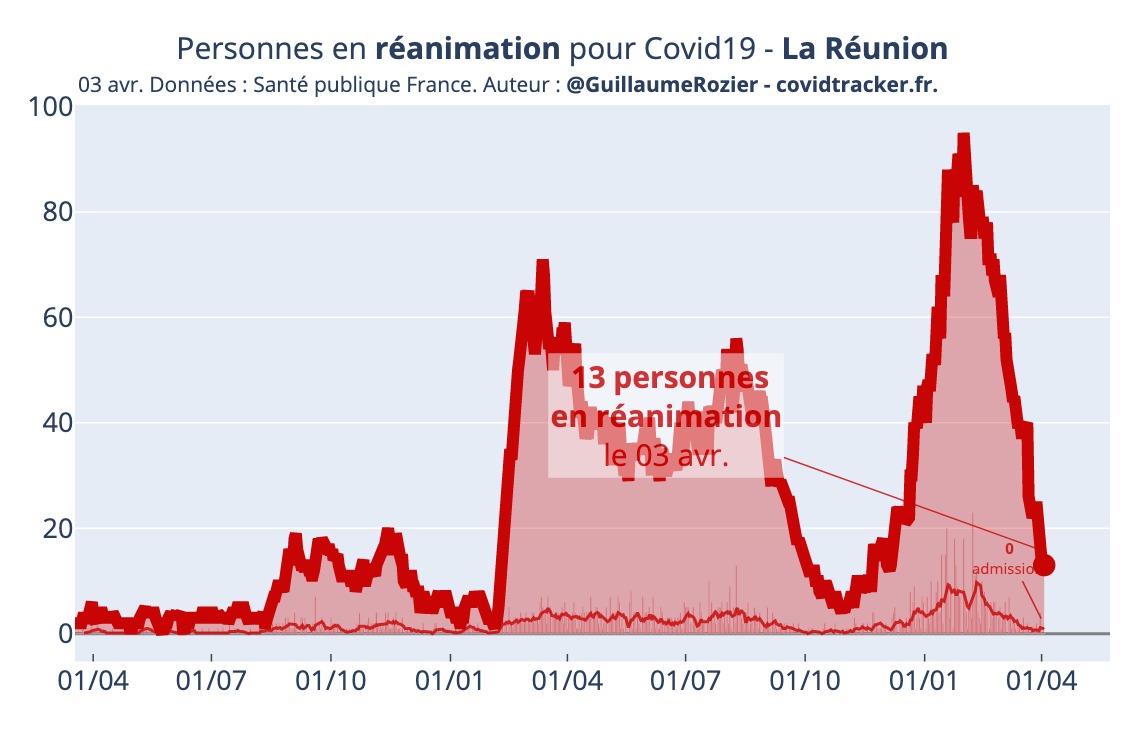 Personnes en réanimation pour Covid19 - La Réunion
03 avr. Données : Santé publique France. Auteur : @GuillaumeRozier - covidtracker.fr.
100
80
60
40
20
0
13 personnes
en réanimation
le 03 avr.
0
admissio
01/04 01/07 01/10 01/01 01/04 01/07 01/10 01/01 01/04